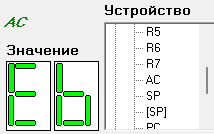 AC
Значение
Eb
Устройство
R5
R6
R7
AC
SP
[SP]
PC